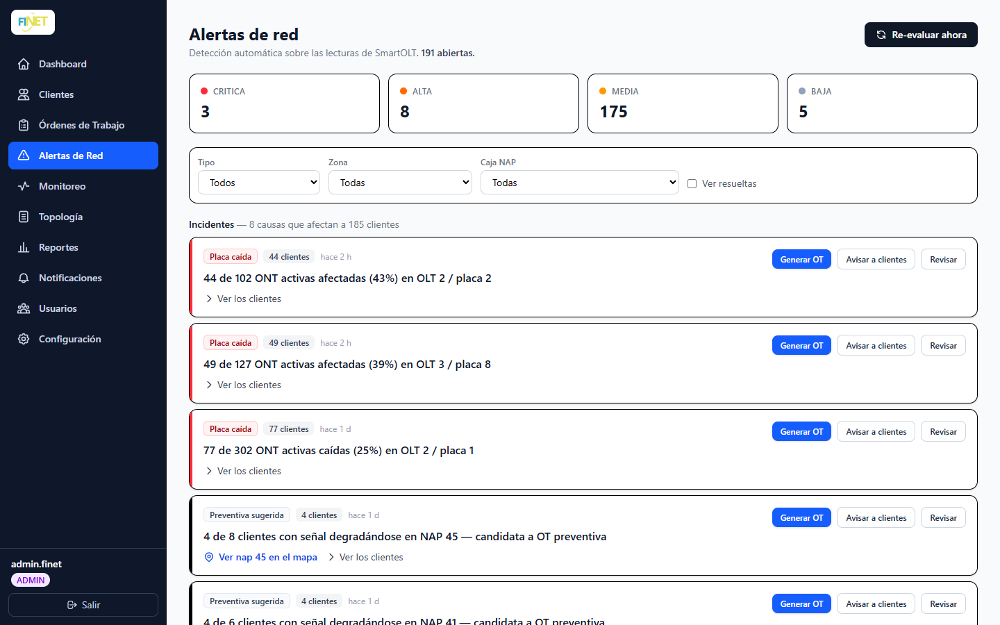 FINET
Dashboard
Clientes
Órdenes de Trabajo
Alertas de Red
Monitoreo
Topología
Reportes
Notificaciones
Usuarios
Configuración
admin.finet
ADMIN
Salir
Alertas de red
Detección automática sobre las lecturas de SmartOLT. 191 abiertas.
Re-evaluar ahora
CRITICA
3
ALTA
8
MEDIA
175
BAJA
5
Tipo
Todos
Zona
Todas
Caja NAP
Todas
Ver resueltas
Incidentes — 8 causas que afectan a 185 clientes
Placa caída 44 clientes hace 2 h
44 de 102 ONT activas afectadas (43%) en OLT 2 / placa 2
Ver los clientes
Generar OT Avisar a clientes Revisar
Placa caída 49 clientes hace 2 h
49 de 127 ONT activas afectadas (39%) en OLT 3 / placa 8
Ver los clientes
Generar OT Avisar a clientes Revisar
Placa caída 77 clientes hace 1 d
77 de 302 ONT activas caídas (25%) en OLT 2 / placa 1
Ver los clientes
Generar OT Avisar a clientes Revisar
Preventiva sugerida 4 clientes hace 1 d
4 de 8 clientes con señal degradándose en NAP 45 — candidata a OT preventiva
Ver nap 45 en el mapa Ver los clientes
Generar OT Avisar a clientes Revisar
Preventiva sugerida 4 clientes hace 1 d
4 de 6 clientes con señal degradándose en NAP 41 — candidata a OT preventiva
Generar OT Avisar a clientes Revisar